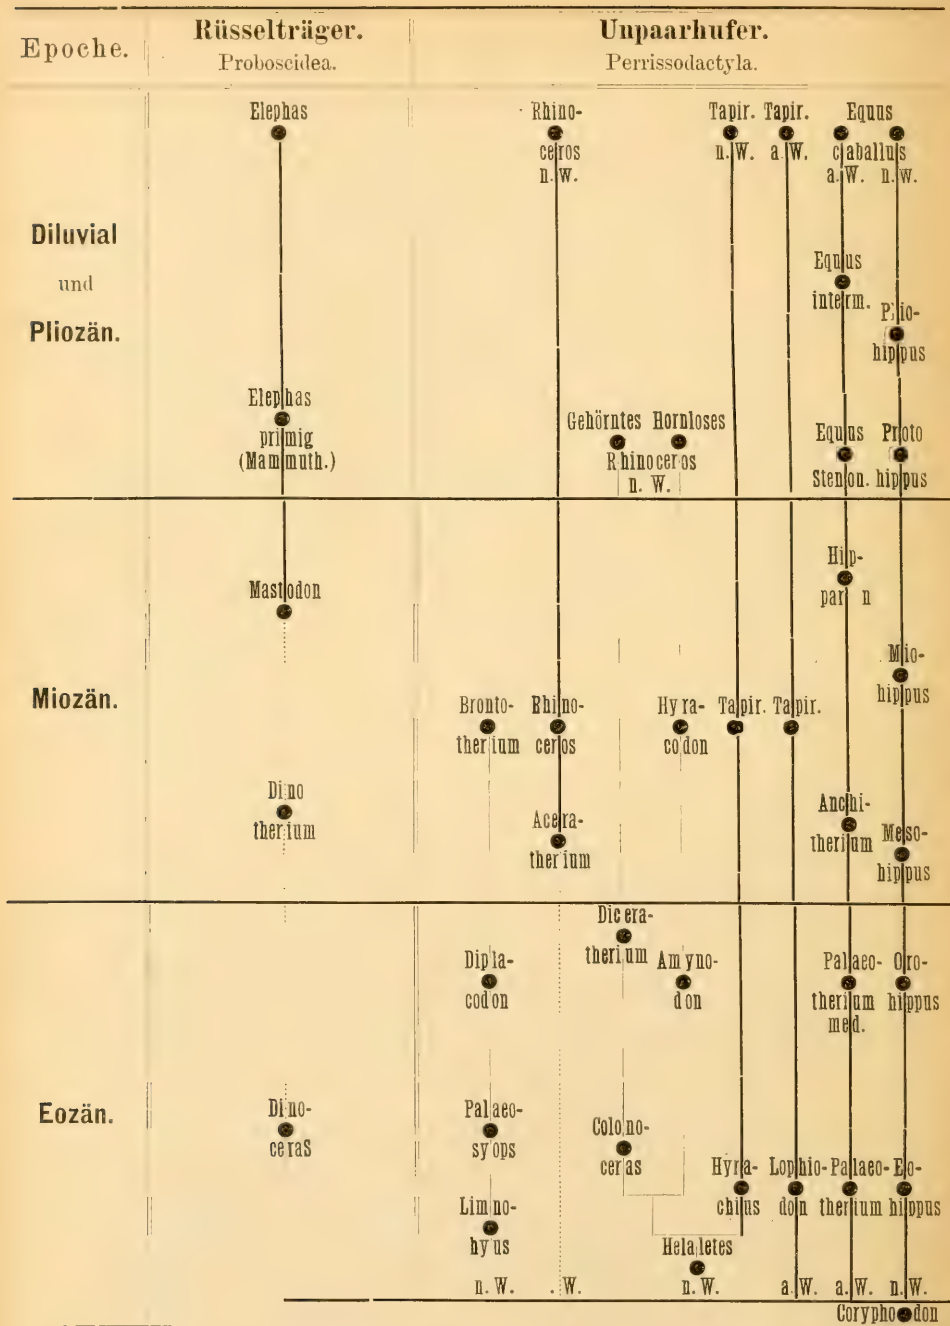 Epoche.
Rüsselträger.
Proboscidea.
Unpaarhufer.
Perrissodactyla.
Elephas
Rhino-
ceros
n. W.
Tapir.
n. W.
Tapir.
a. W.
Equus
caballus
a. W. n. W.
Diluvial
und
Pliozän.
Equus
interm.
Plio-
hippus
Elephas
primig
(Mammuth.)
Gehörntes Hornloses
Rhinoceros
n. W.
Equus
Stenon.
Proto
hippus
Miozän.
Mastodon
Hip-
par n
Mio-
hippus
Bronto-
therium
Rhino-
ceros
Hyra-
codon
Tapir. Tapir.
Dino
therium
Acera-
therium
Anchi-
therium
Meso-
hippus
Eozän.
Dicera-
therium
Dipla-
codon
Amyno-
don
Palaeo-
therium
med.
Oro-
hippus
Dino-
ceras
Palaeo-
syops
Colono-
ceras
Hyra-
chius
Lophio-
don
Palaeo-
therium
Eo-
hippus
Limno-
hyus
Helaletes
n. W. . W. n. W. a. W. a. W. n. W.
Coryphodon